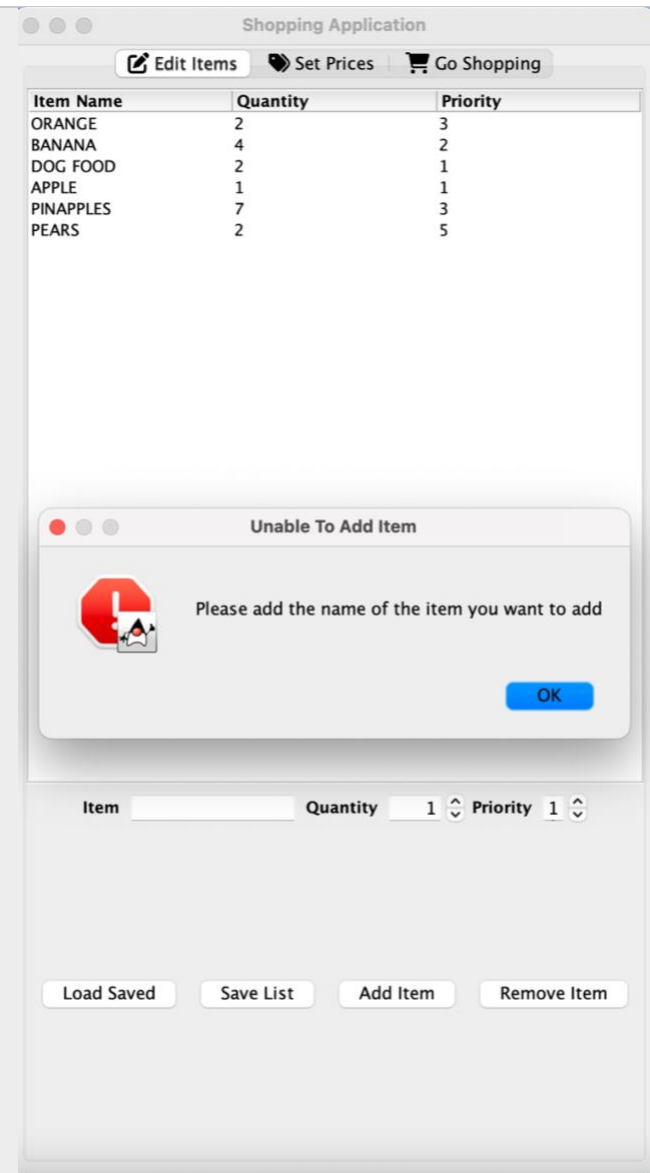 Shopping Application
Edit Items Set Prices Go Shopping
Item Name Quantity Priority
ORANGE 2 3
BANANA 4 2
DOG FOOD 2 1
APPLE 1 1
PINAPPLES 7 3
PEARS 2 5
Unable To Add Item
Please add the name of the item you want to add
OK
Item Quantity 1 Priority 1
Load Saved Save List Add Item Remove Item